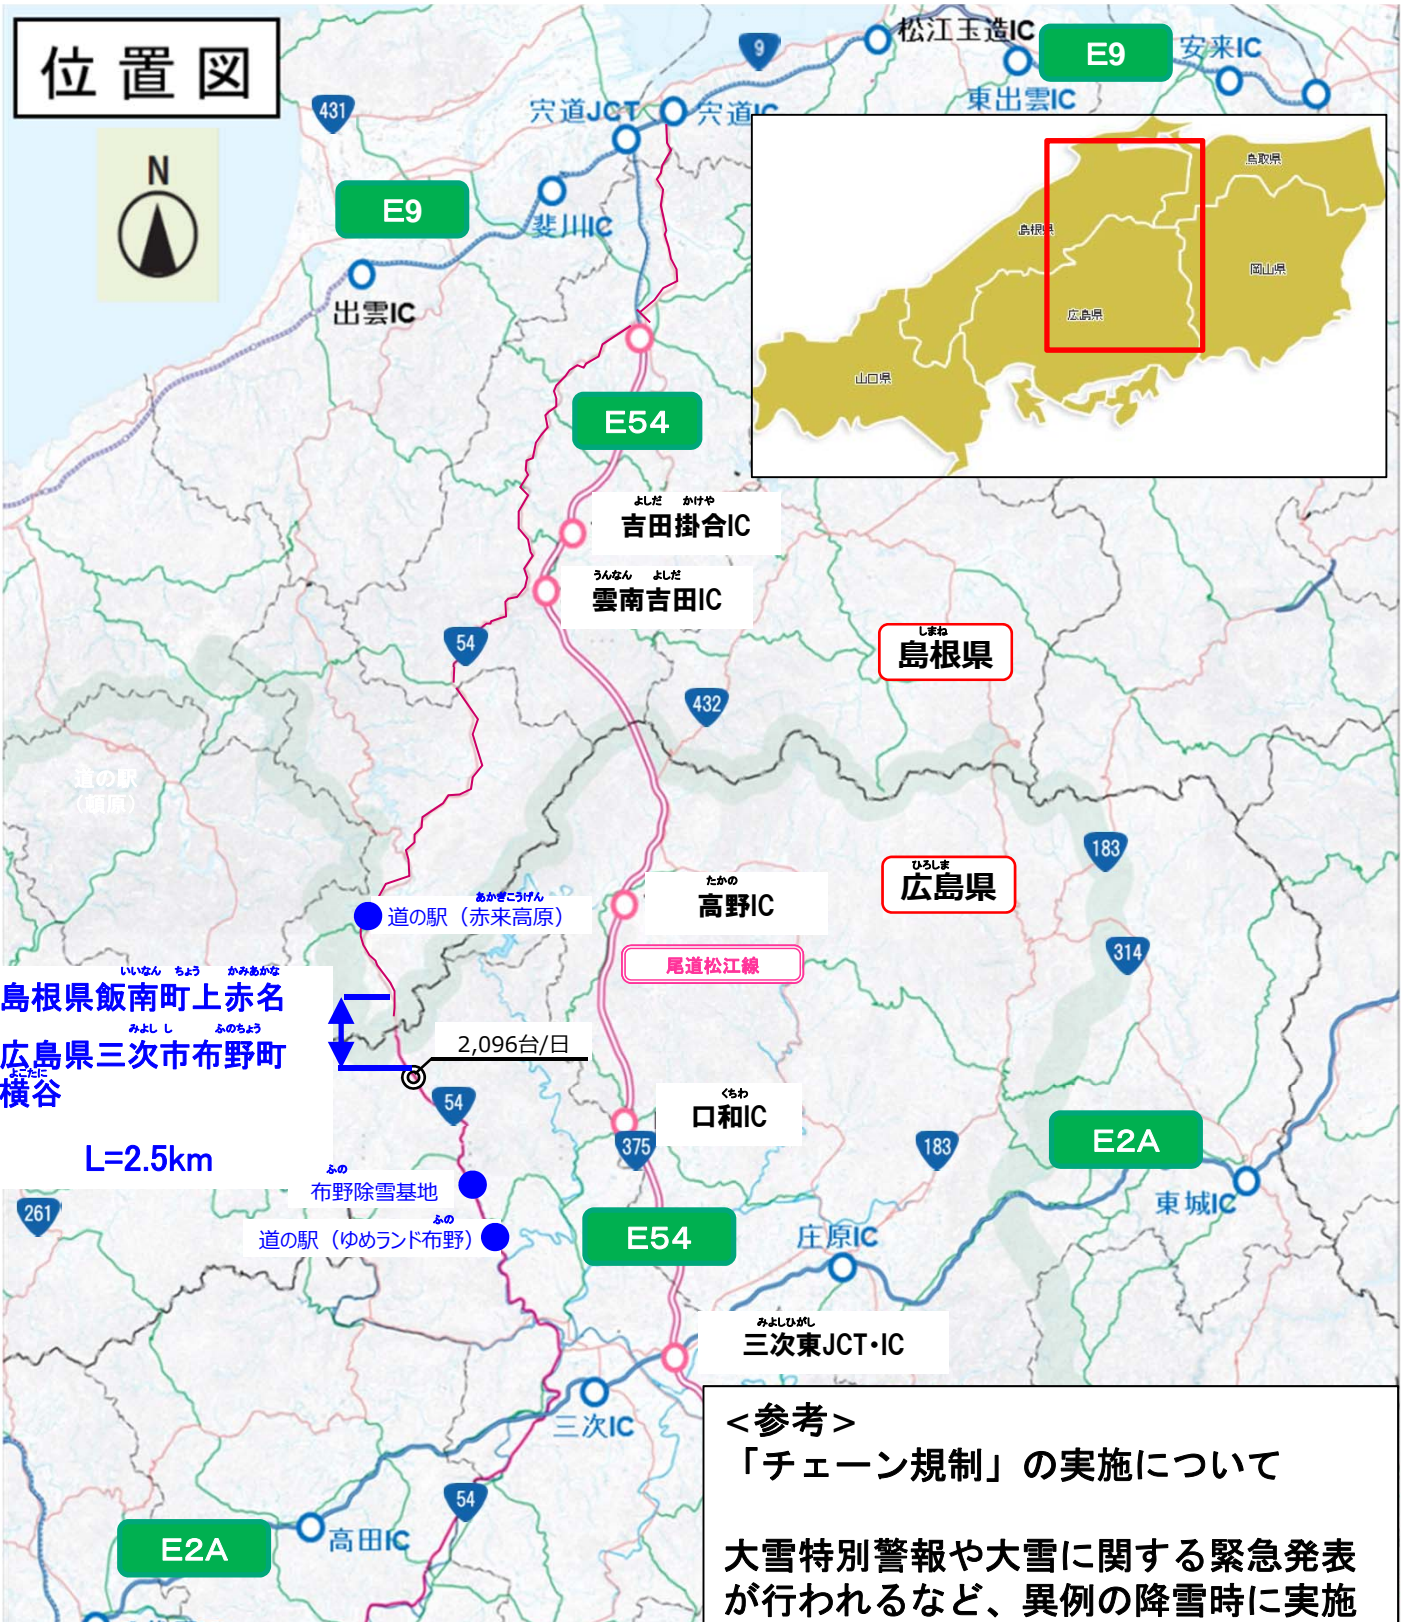 位置図
N
431
9
松江玉造IC
E9
安来IC
宍道JCT
宍道IC
東出雲IC
E9
斐川IC
出雲IC
鳥取県
島根県
岡山県
広島県
山口県
E54
よしだ かけや
吉田掛合IC
うんなん よしだ
雲南吉田IC
54
しまね
島根県
432
道の駅
183
ひろしま
広島県
たかの
高野IC
あかぎこうげん
道の駅（赤来高原）
尾道松江線
314
いいなん ちょう かみあかな
島根県飯南町上赤名
みよし し ふのちょう
広島県三次市布野町
よこたに
横谷
L=2.5km
2,096台/日
54
くちわ
口和IC
375
183
E2A
ふの
布野除雪基地
東城IC
261
ふの
道の駅（ゆめランド布野）
E54
庄原IC
みよしひがし
三次東JCT・IC
三次IC
54
E2A
高田IC
<参考>
「チェーン規制」の実施について
大雪特別警報や大雪に関する緊急発表
が行われるなど、異例の降雪時に実施